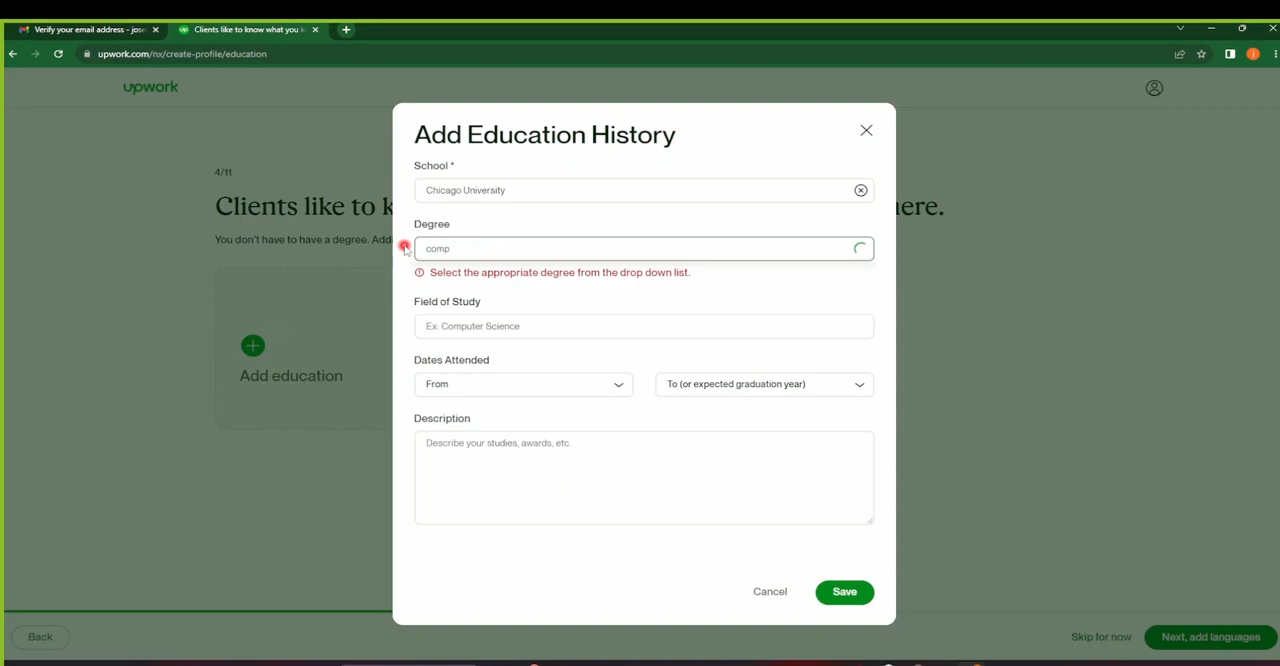 Verify your email address - jose
Clients like to know what you k
upwork.com/nx/create-profile/education
upwork
Add Education History
School *
4/11
Chicago University
Clients like to k
here.
Degree
You don't have to have a degree. Add
comp
Select the appropriate degree from the drop down list.
Field of Study
Ex: Computer Science
Add education
Dates Attended
From
To (or expected graduation year)
Description
Describe your studies, awards, etc.
Cancel
Save
Back
Skip for now
Next, add languages